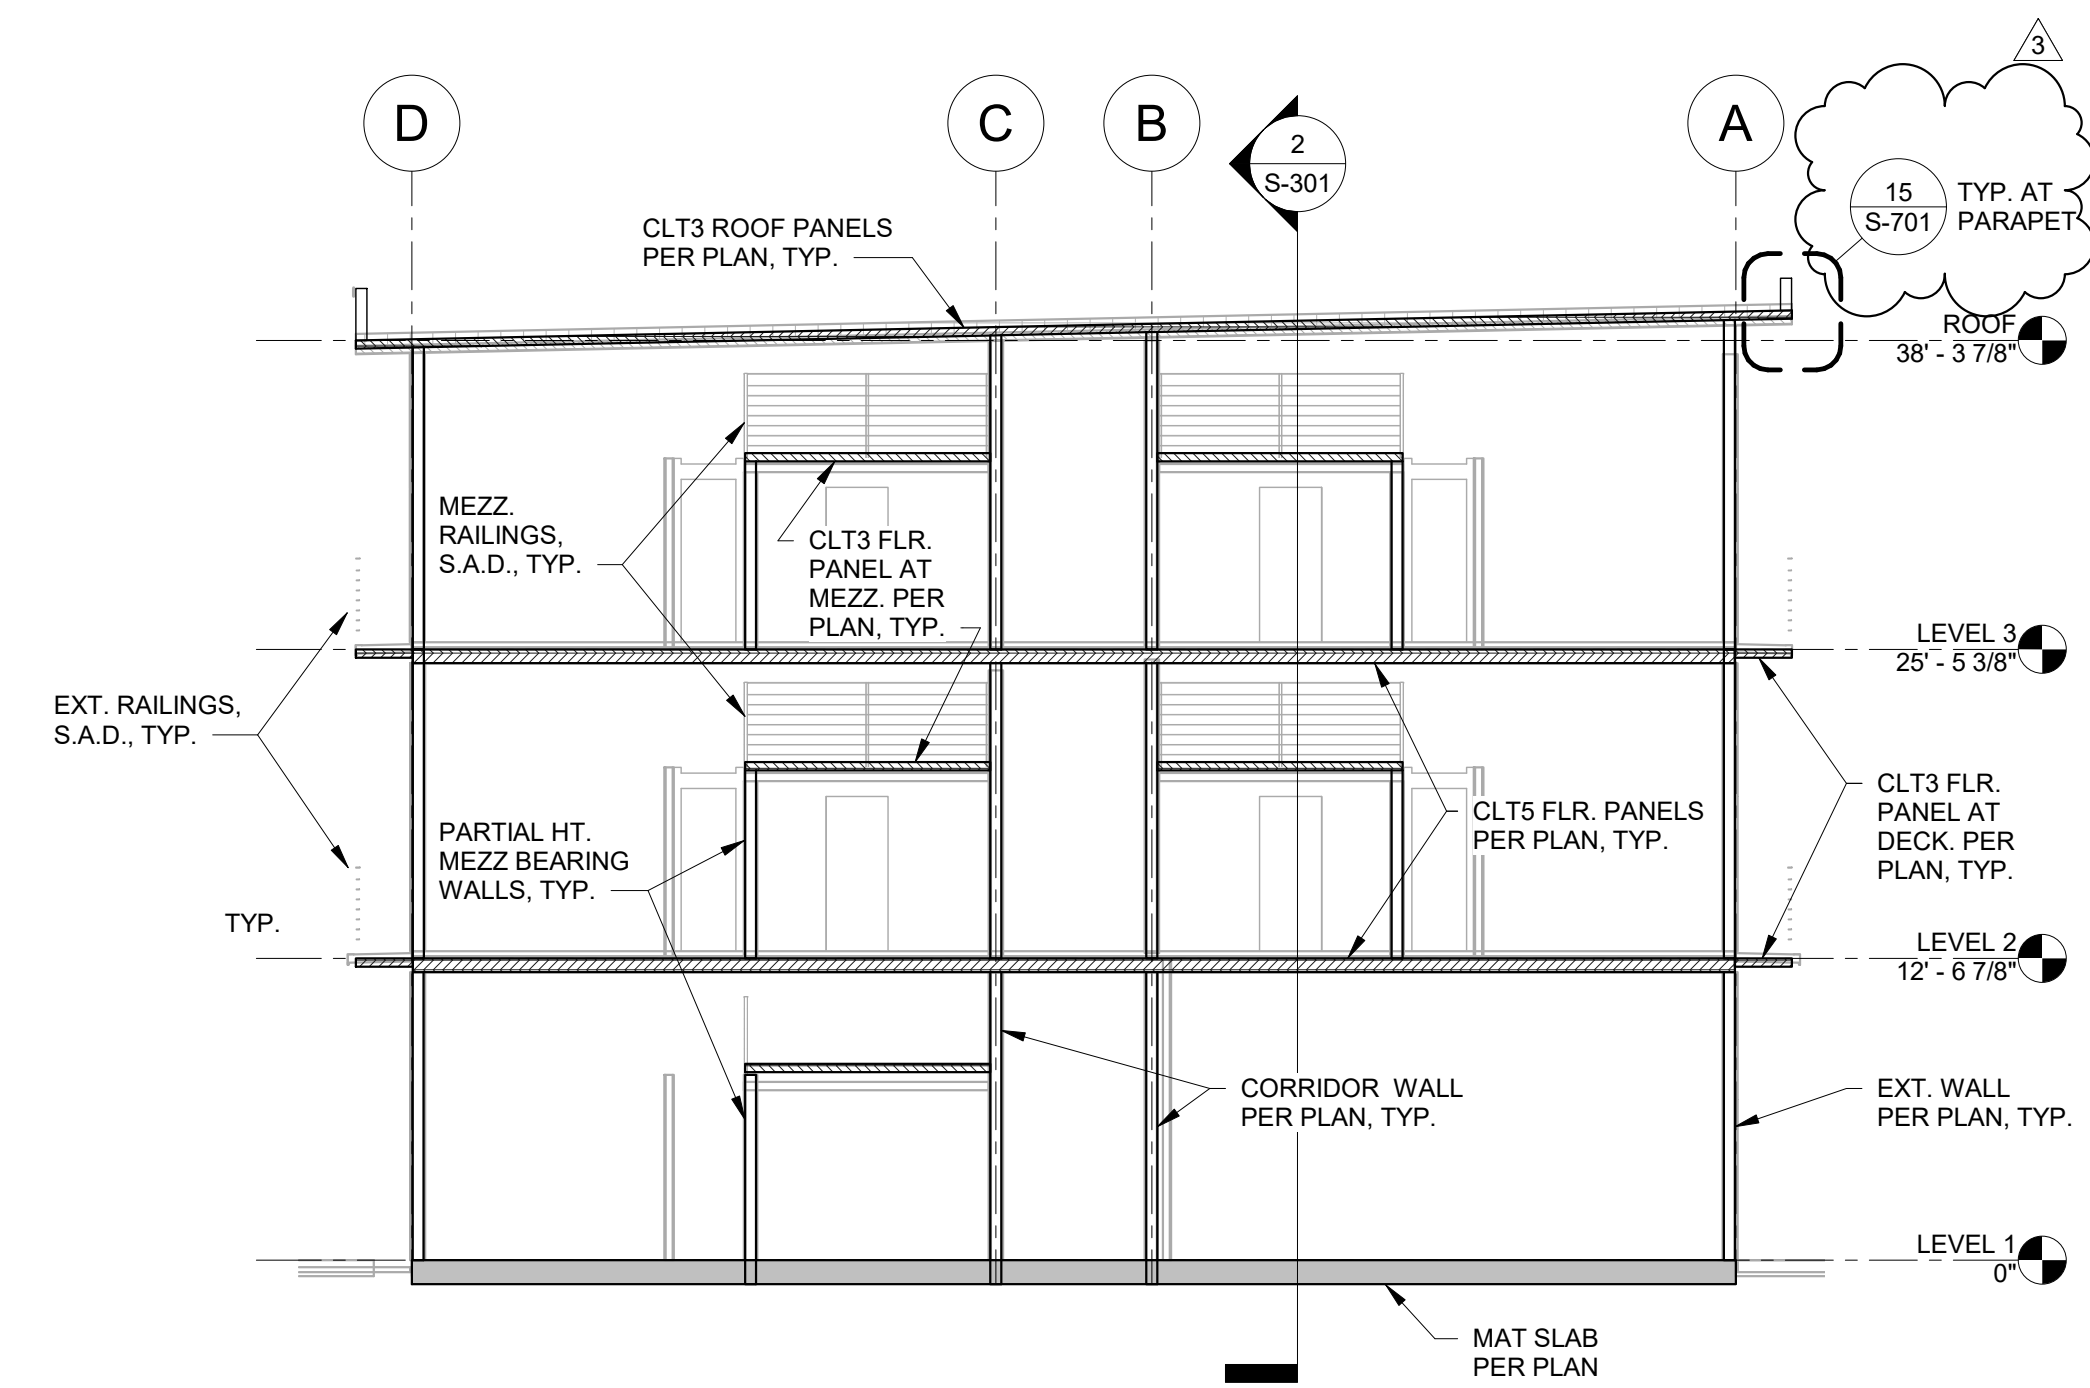 3
D
C
B
A
2
S-301
15
S-701
TYP. AT
PARAPET
CLT3 ROOF PANELS
PER PLAN, TYP.
ROOF
38' - 3 7/8"
MEZZ.
RAILINGS,
S.A.D., TYP.
CLT3 FLR.
PANEL AT
MEZZ. PER
PLAN, TYP.
LEVEL 3
25' - 5 3/8"
EXT. RAILINGS,
S.A.D., TYP.
CLT5 FLR. PANELS
PER PLAN, TYP.
CLT3 FLR.
PANEL AT
DECK. PER
PLAN, TYP.
PARTIAL HT.
MEZZ BEARING
WALLS, TYP.
TYP.
LEVEL 2
12' - 6 7/8"
CORRIDOR WALL
PER PLAN, TYP.
EXT. WALL
PER PLAN, TYP.
LEVEL 1
0"
MAT SLAB
PER PLAN